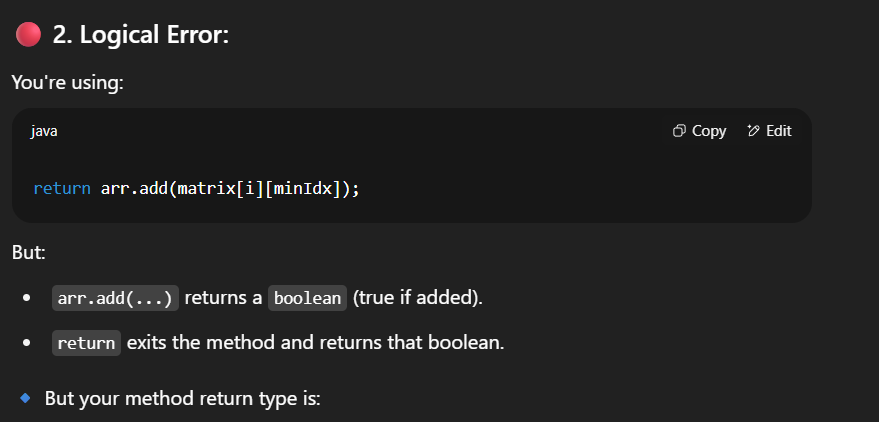 2. Logical Error:
You're using:
java
Copy
Edit
return arr.add(matrix[i][minIdx]);
But:
arr.add(...) returns a boolean (true if added).
return exits the method and returns that boolean.
But your method return type is: